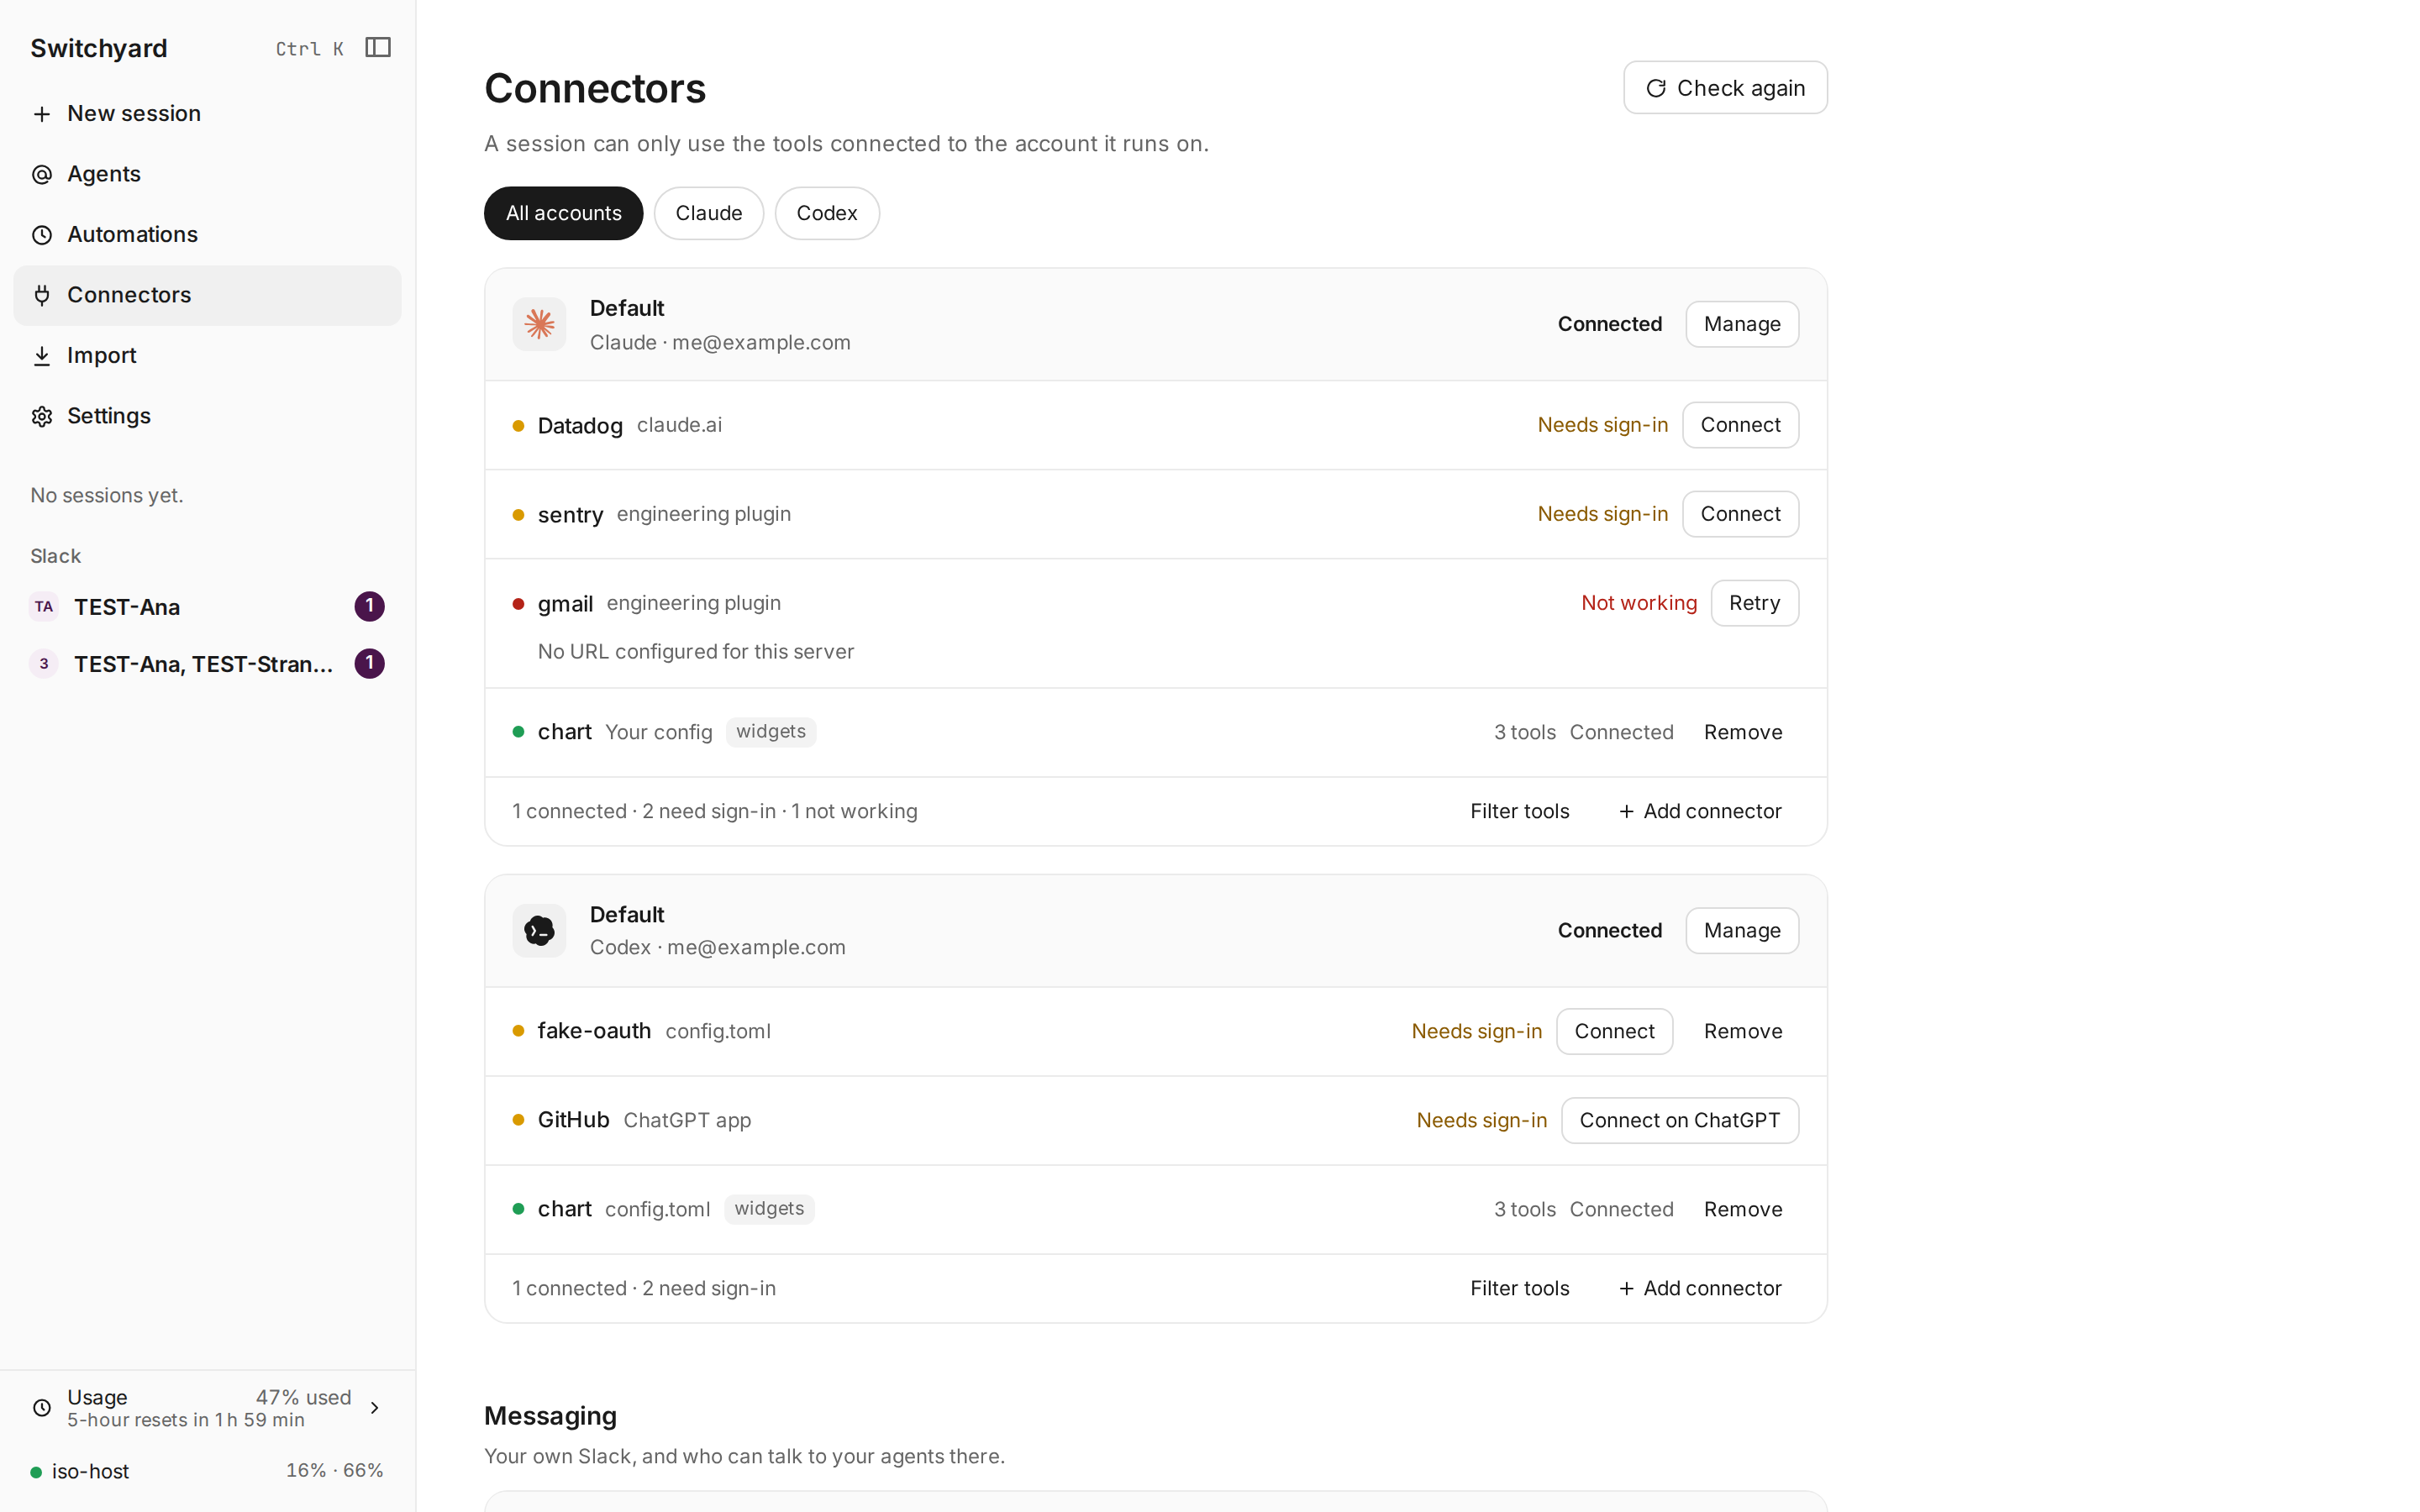 Switchyard Ctrl K
New session
Agents
Automations
Connectors
Import
Settings
No sessions yet.
Slack
TA TEST-Ana 1
3 TEST-Ana, TEST-Stran... 1
Usage 47% used
5-hour resets in 1 h 59 min
iso-host 16% · 66%
Connectors Check again
A session can only use the tools connected to the account it runs on.
All accounts Claude Codex
Default
Claude · me@example.com Connected Manage
Datadog claude.ai Needs sign-in Connect
sentry engineering plugin Needs sign-in Connect
gmail engineering plugin Not working Retry
No URL configured for this server
chart Your config widgets 3 tools Connected Remove
1 connected · 2 need sign-in · 1 not working Filter tools + Add connector
Default
Codex · me@example.com Connected Manage
fake-oauth config.toml Needs sign-in Connect Remove
GitHub ChatGPT app Needs sign-in Connect on ChatGPT
chart config.toml widgets 3 tools Connected Remove
1 connected · 2 need sign-in Filter tools + Add connector
Messaging
Your own Slack, and who can talk to your agents there.